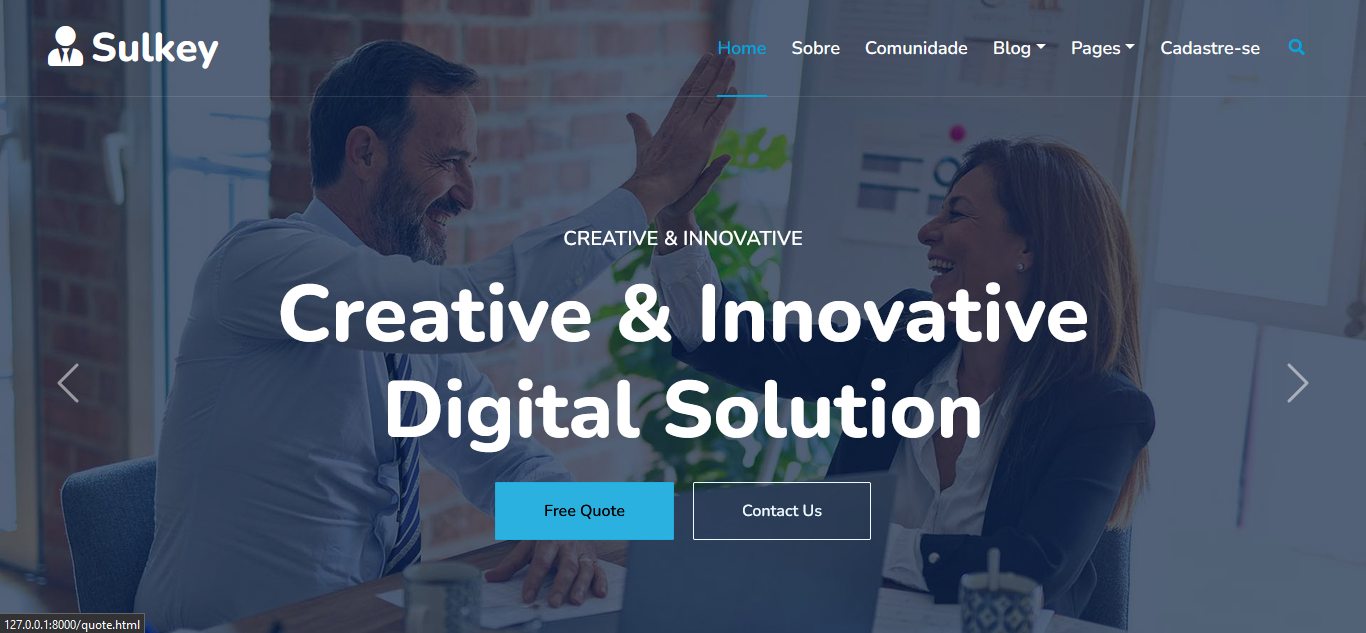 Sulkey
Home Sobre Comunidade Blog Pages Cadastre-se
CREATIVE & INNOVATIVE
Creative & Innovative
Digital Solution
Free Quote Contact Us
127.0.0.1:8000/quote.html